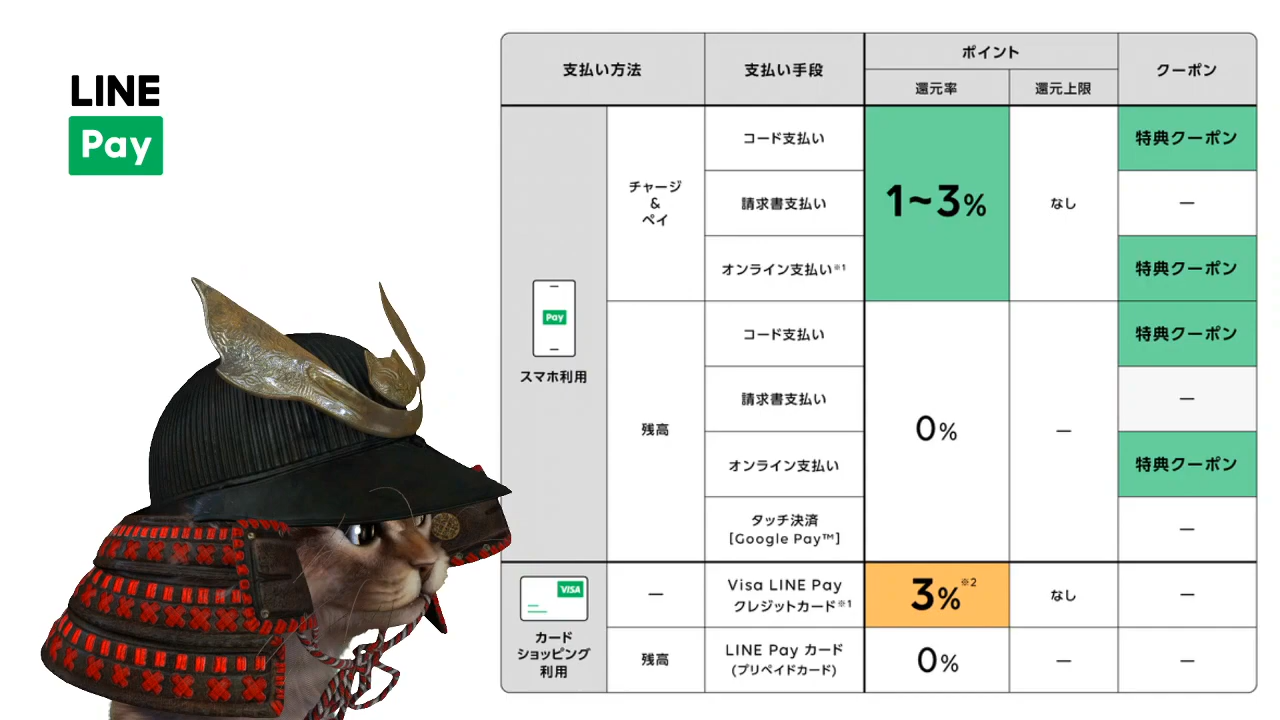 LINE
Pay
支払い方法
支払い手段
ポイント
還元率
還元上限
クーポン
Pay
スマホ利用
チャージ
&
ペイ
コード支払い
1~3%
なし
特典クーポン
請求書支払い
—
オンライン支払い※1
特典クーポン
残高
コード支払い
0%
—
特典クーポン
請求書支払い
—
オンライン支払い
特典クーポン
タッチ決済
[Google Pay™]
—
VISA
カード
ショッピング
利用
—
Visa LINE Pay
クレジットカード※1
3%※2
なし
—
残高
LINE Pay カード
(プリペイドカード)
0%
—
—